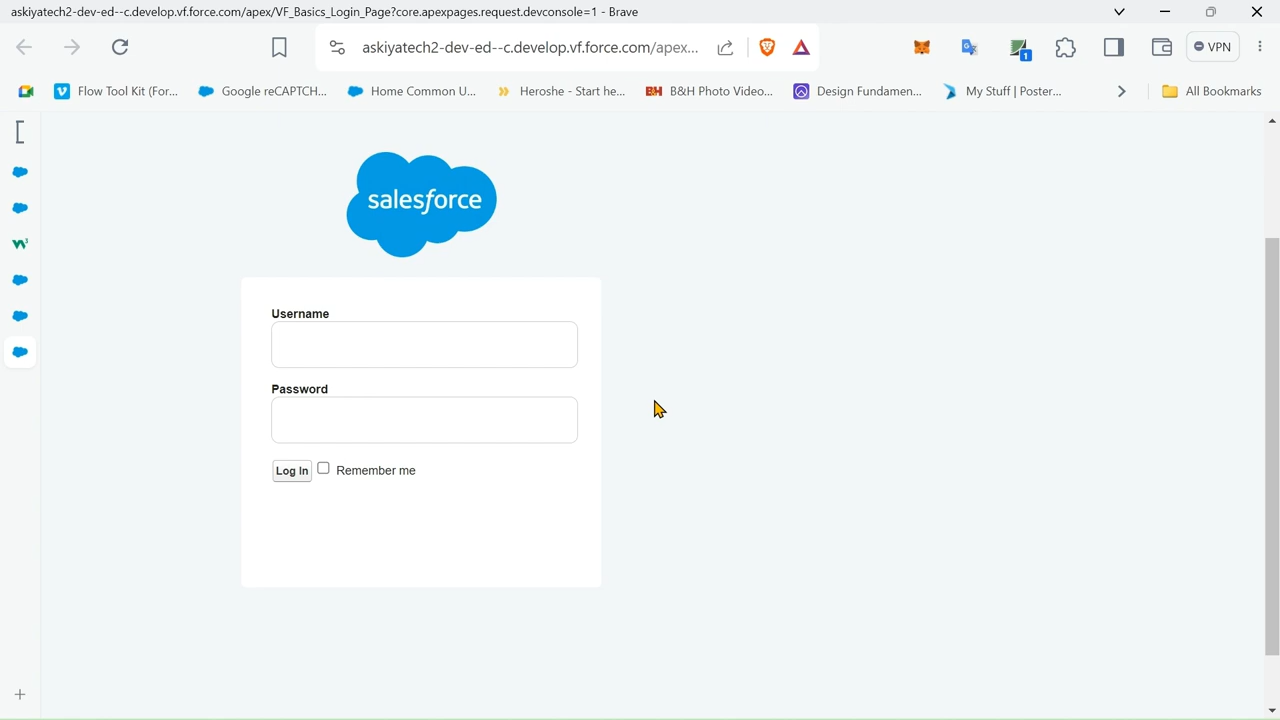 askiyatech2-dev-ed--c.develop.vf.force.com/apex/VF_Basics_Login_Page?core.apexpages.request.devconsole=1 - Brave
askiyatech2-dev-ed--c.develop.vf.force.com/apex...
1
VPN
Flow Tool Kit (For...
Google reCAPTCH...
Home Common U...
Heroshe - Start he...
B&H
B&H Photo Video...
Design Fundamen...
My Stuff | Poster...
All Bookmarks
salesforce
Username
Password
Log In
Remember me